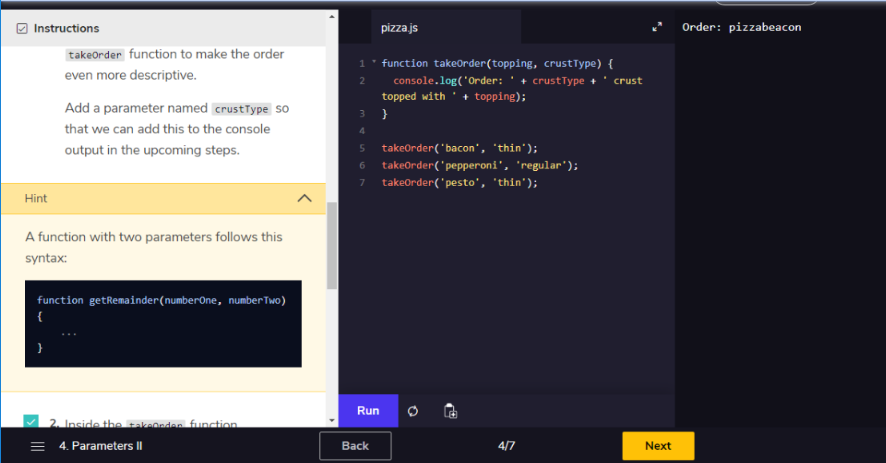 Instructions
takeOrder function to make the order
even more descriptive.
Add a parameter named crustType so
that we can add this to the console
output in the upcoming steps.
Hint
A function with two parameters follows this
syntax:
function getRemainder(numberOne, numberTwo)
{
...
}
2. Inside the takeOrder function
pizza.js
1 function takeOrder(topping, crustType) {
2 console.log('Order: ' + crustType + ' crust
topped with ' + topping);
3 }
4
5 takeOrder('bacon', 'thin');
6 takeOrder('pepperoni', 'regular');
7 takeOrder('pesto', 'thin');
Run
Order: pizzabeacon
4. Parameters II
Back
4/7
Next